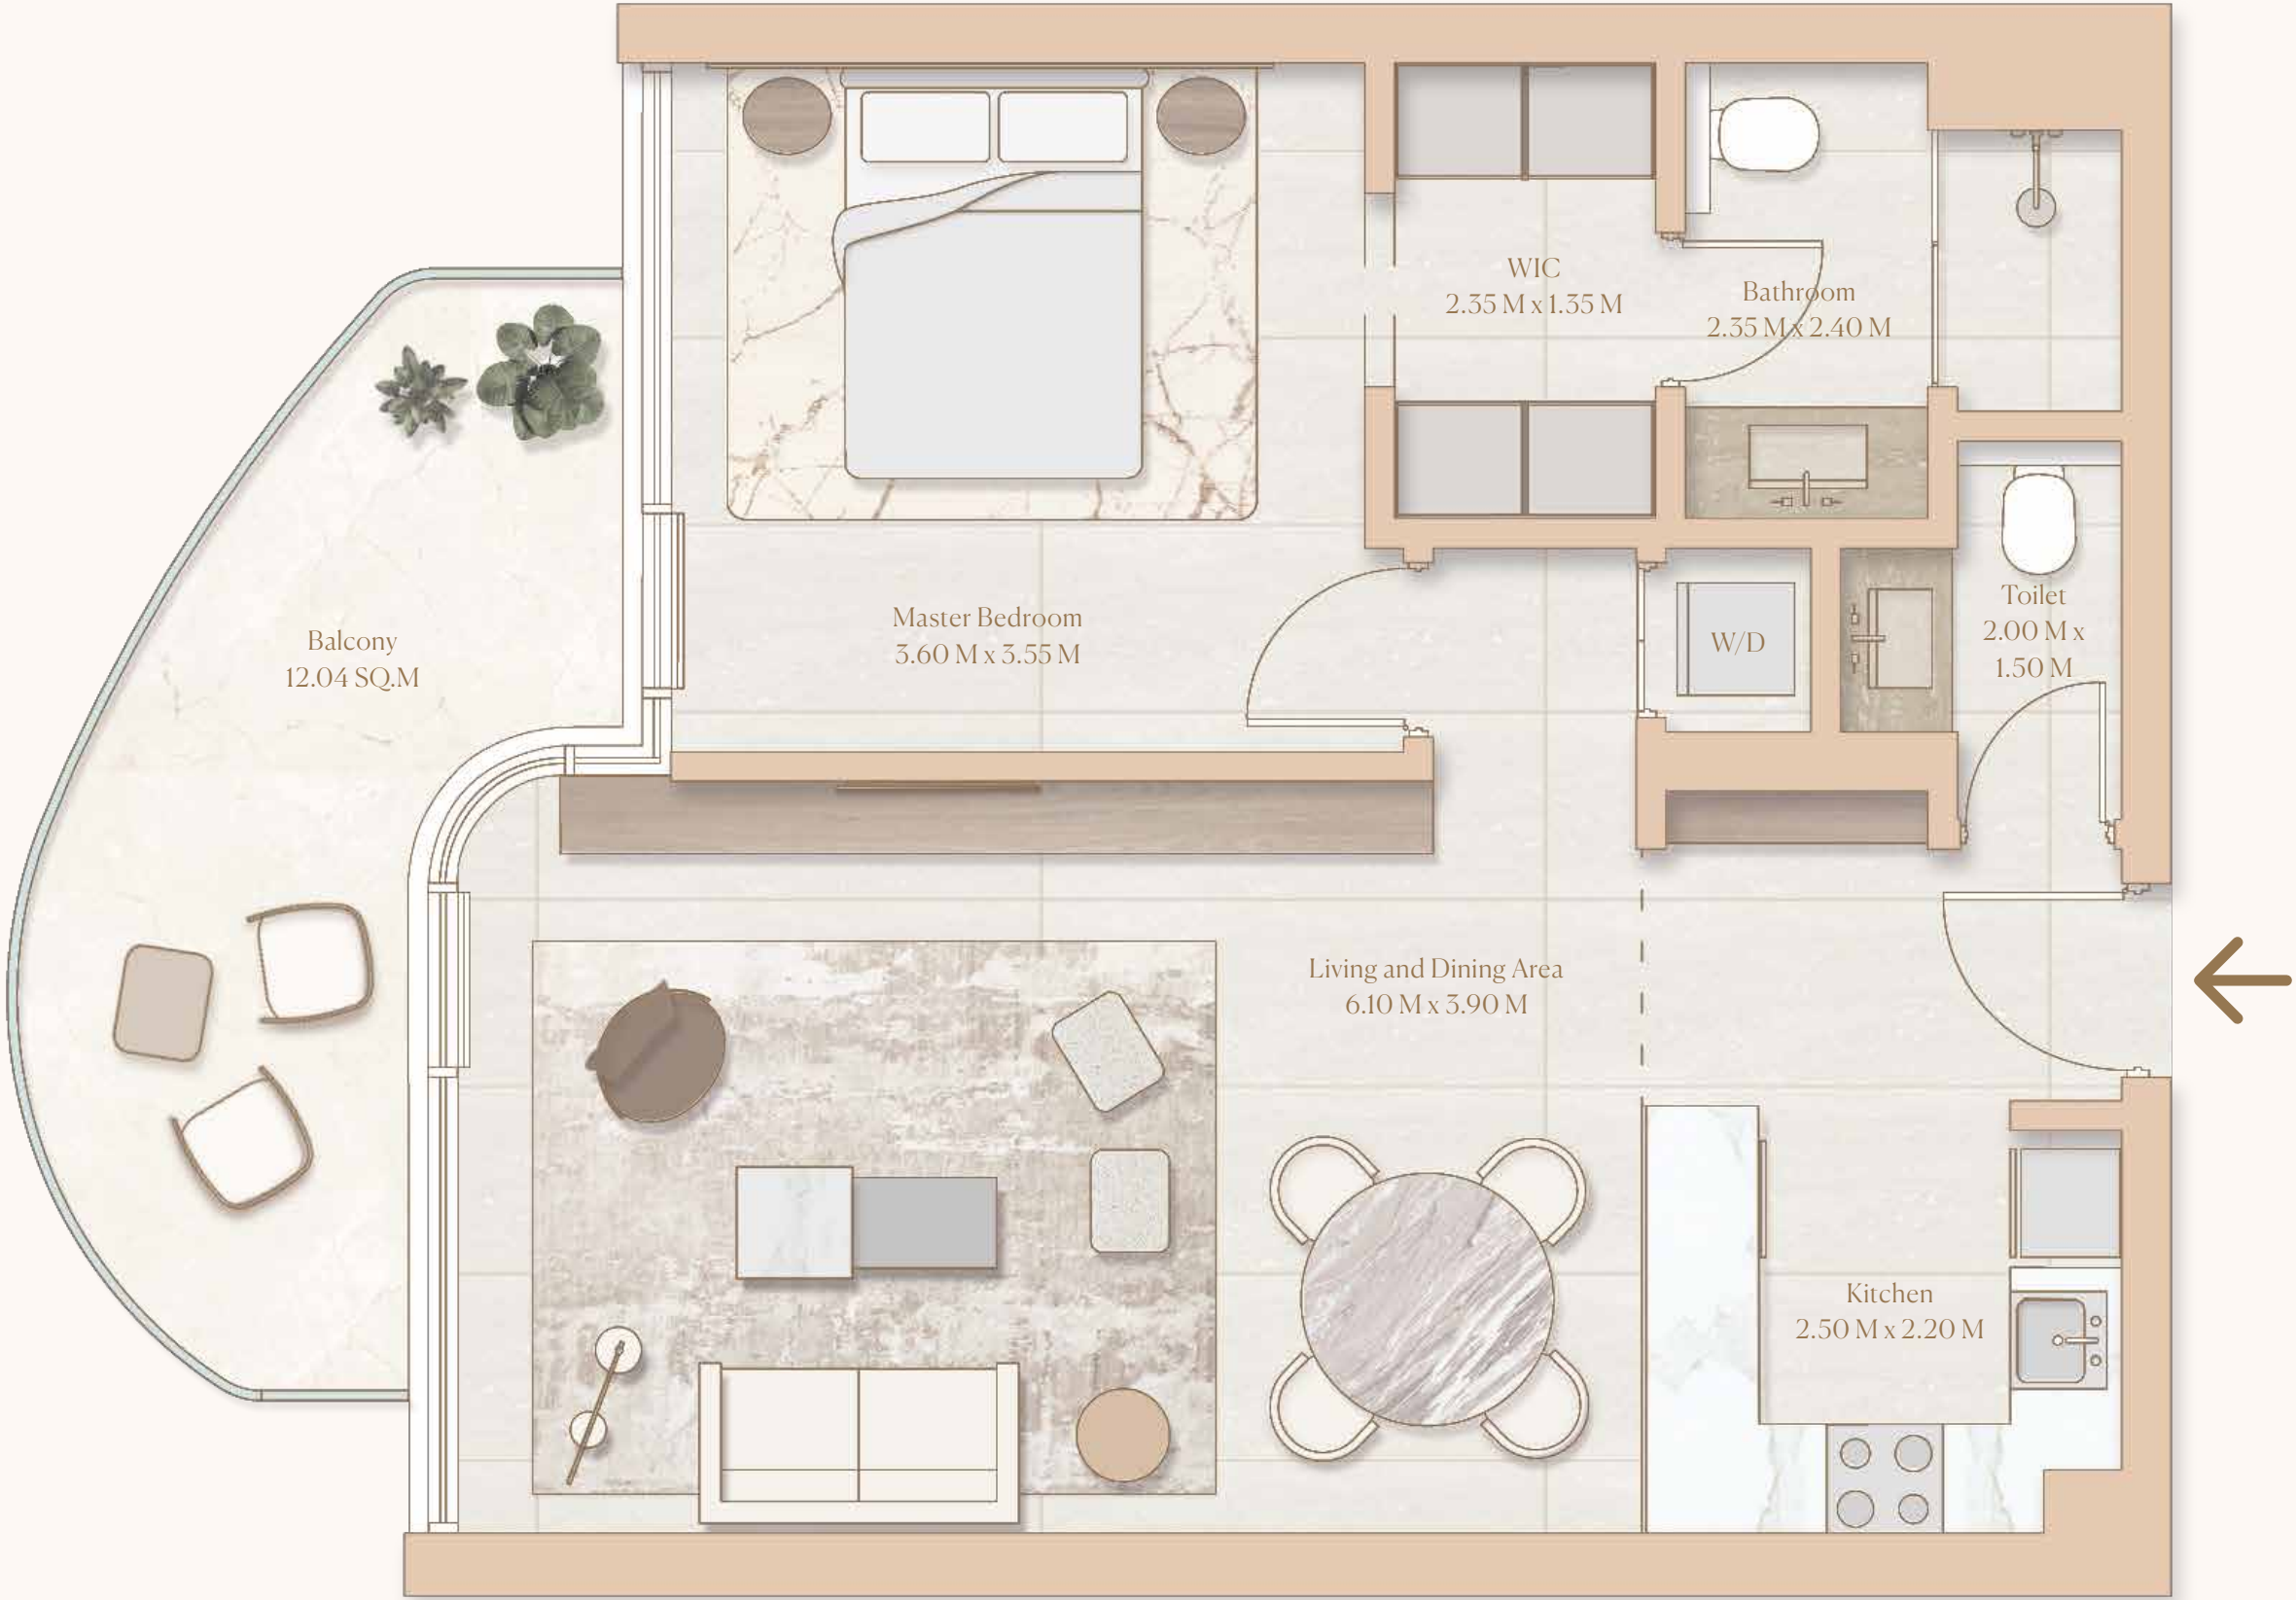 WIC
2.35 M x 1.35 M
Bathroom
2.35 M x 2.40 M
Balcony
12.04 SQ.M
Master Bedroom
3.60 M x 3.55 M
W/D
Toilet
2.00 M x
1.50 M
Living and Dining Area
6.10 M x 3.90 M
Kitchen
2.50 M x 2.20 M